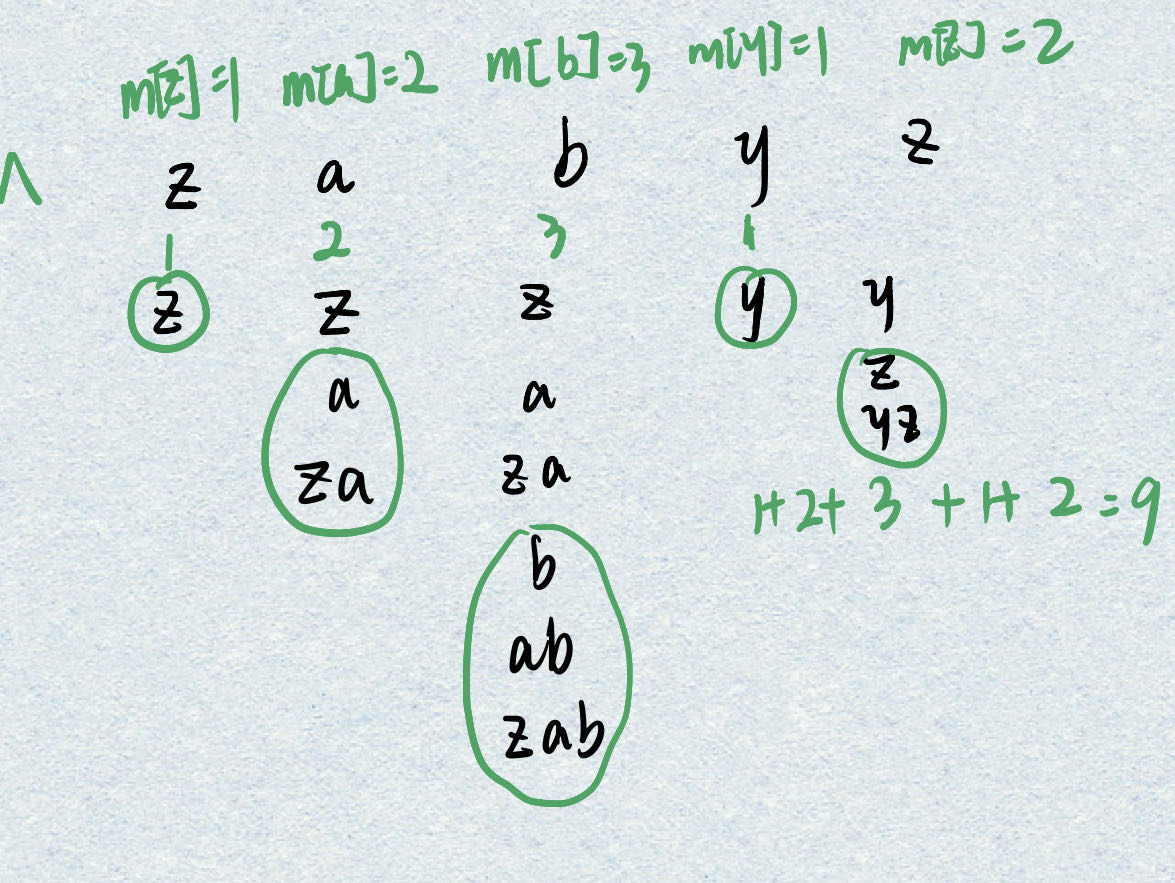 m[z]=1 m[a]=2 m[b]=3 m[y]=1 m[z]=2
z a b y z
1 2 3 1
z z z y y
a a z
za za yz
1+2+3+1+2=9
b
ab
zab